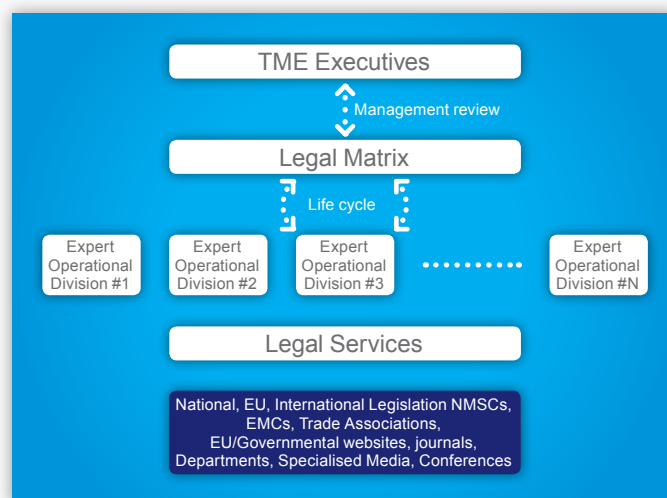 TME Executives
Management review
Legal Matrix
Life cycle
Expert
Operational
Division #1
Expert
Operational
Division #2
Expert
Operational
Division #3
Expert
Operational
Division #N
Legal Services
National, EU, International Legislation NMSCs,
EMCs, Trade Associations,
EU/Governmental websites, journals,
Departments, Specialised Media, Conferences